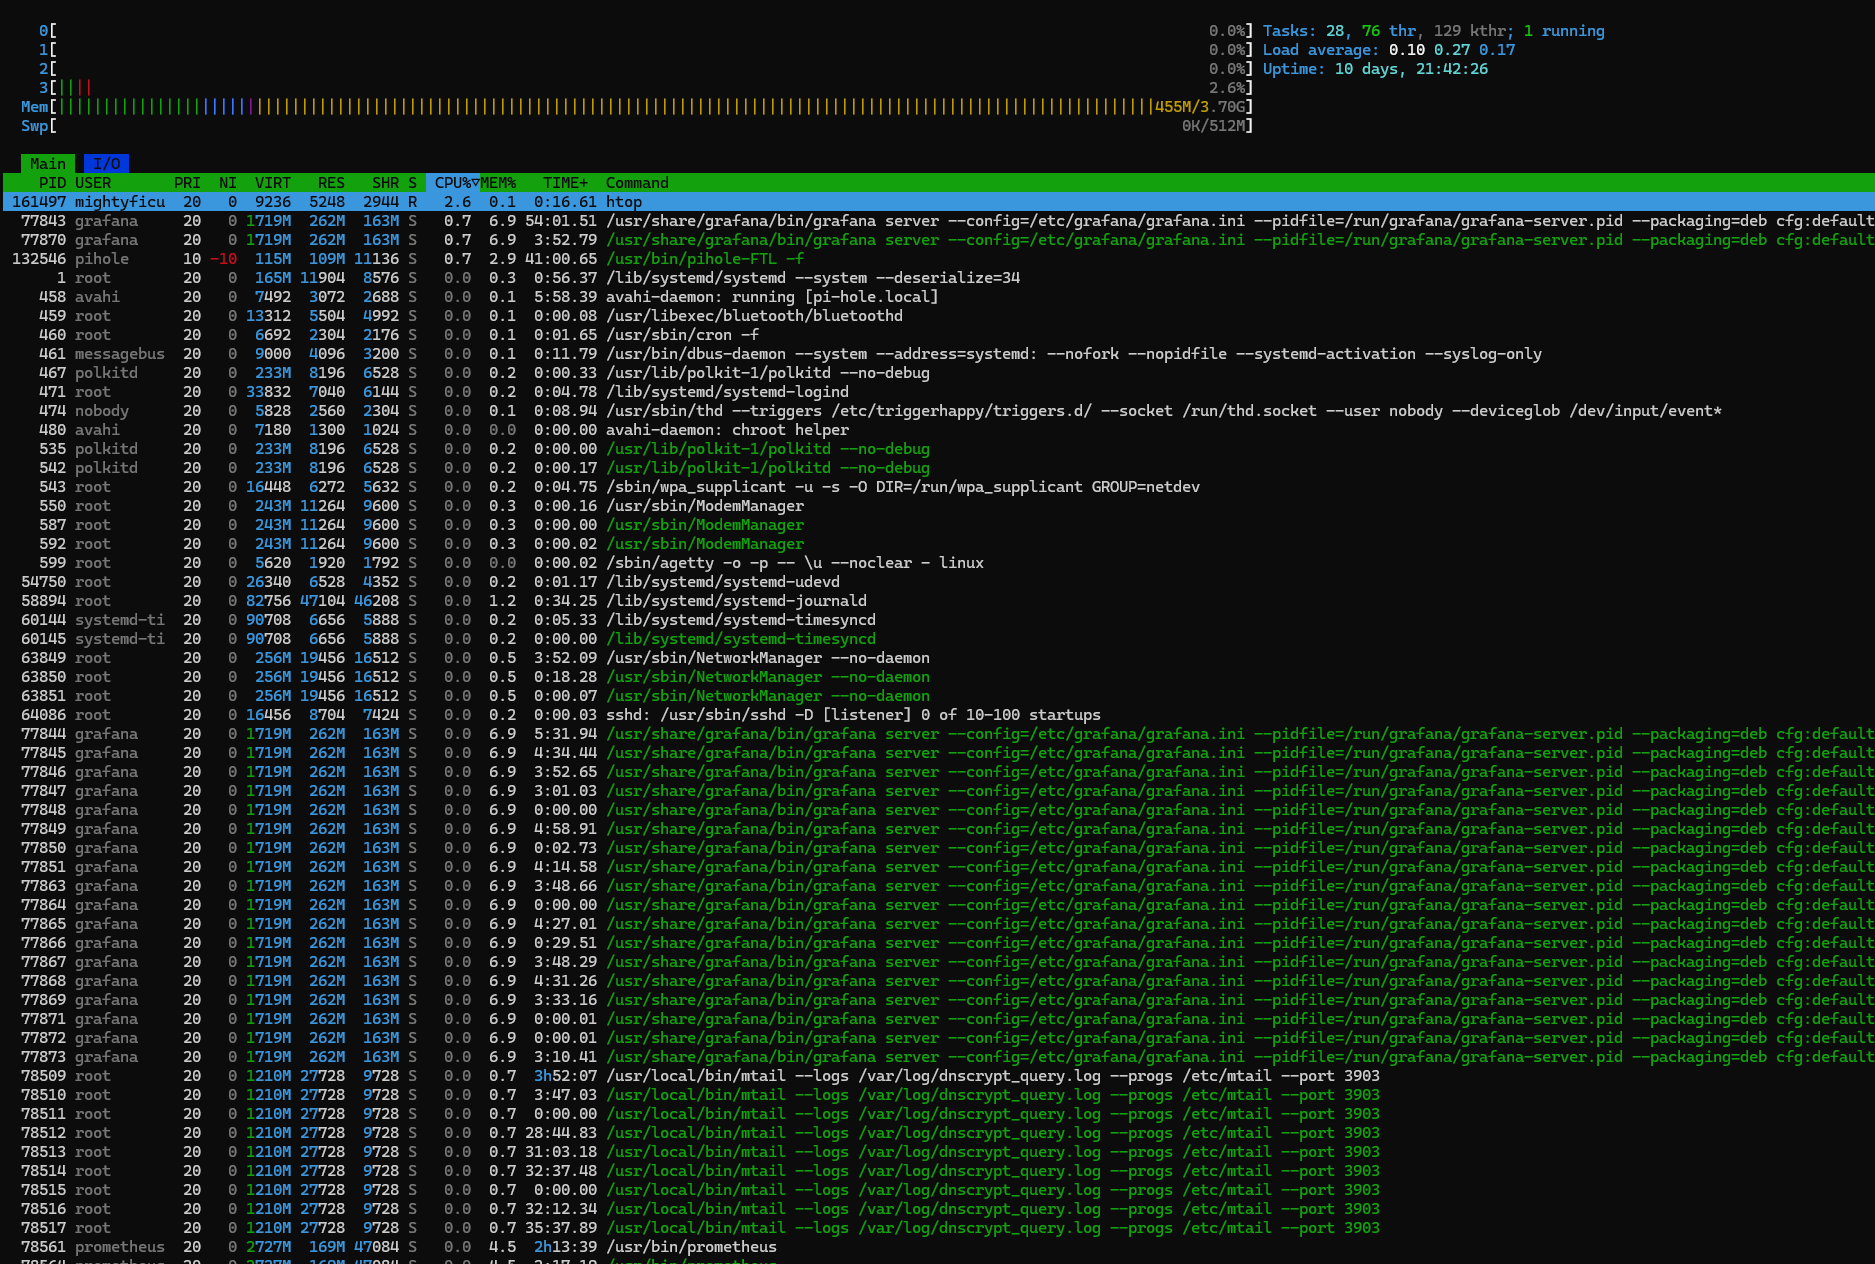 0[ 0.0%] Tasks: 28, 76 thr, 129 kthr; 1 running
1[ 0.0%] Load average: 0.10 0.27 0.17
2[ 0.0%] Uptime: 10 days, 21:42:26
3[|||| 2.6%]
Mem[||||||||||||||||||||||||||||||||||||||||||||||||||||||||||||||||||||||||||||||||||||||||||||||||||||||||||||||||||||||||||455M/3.70G]
Swp[ 0K/512M]
Main I/O
PID USER PRI NI VIRT RES SHR S CPU%▽MEM% TIME+ Command
161497 mightyficu 20 0 9236 5248 2944 R 2.6 0.1 0:16.61 htop
77843 grafana 20 0 1719M 262M 163M S 0.7 6.9 54:01.51 /usr/share/grafana/bin/grafana server --config=/etc/grafana/grafana.ini --pidfile=/run/grafana/grafana-server.pid --packaging=deb cfg:default
77870 grafana 20 0 1719M 262M 163M S 0.7 6.9 3:52.79 /usr/share/grafana/bin/grafana server --config=/etc/grafana/grafana.ini --pidfile=/run/grafana/grafana-server.pid --packaging=deb cfg:default
132546 pihole 10 -10 115M 109M 11136 S 0.7 2.9 41:00.65 /usr/bin/pihole-FTL -f
1 root 20 0 165M 11904 8576 S 0.0 0.3 0:56.37 /lib/systemd/systemd --system --deserialize=34
458 avahi 20 0 7492 3072 2688 S 0.0 0.1 5:58.39 avahi-daemon: running [pi-hole.local]
459 root 20 0 13312 5504 4992 S 0.0 0.1 0:00.08 /usr/libexec/bluetooth/bluetoothd
460 root 20 0 6692 2304 2176 S 0.0 0.1 0:01.65 /usr/sbin/cron -f
461 messagebus 20 0 9000 4096 3200 S 0.0 0.1 0:11.79 /usr/bin/dbus-daemon --system --address=systemd: --nofork --nopidfile --systemd-activation --syslog-only
467 polkitd 20 0 233M 8196 6528 S 0.0 0.2 0:00.33 /usr/lib/polkit-1/polkitd --no-debug
471 root 20 0 33832 7040 6144 S 0.0 0.2 0:04.78 /lib/systemd/systemd-logind
474 nobody 20 0 5828 2560 2304 S 0.0 0.1 0:08.94 /usr/sbin/thd --triggers /etc/triggerhappy/triggers.d/ --socket /run/thd.socket --user nobody --deviceglob /dev/input/event*
480 avahi 20 0 7180 1300 1024 S 0.0 0.0 0:00.00 avahi-daemon: chroot helper
535 polkitd 20 0 233M 8196 6528 S 0.0 0.2 0:00.00 /usr/lib/polkit-1/polkitd --no-debug
542 polkitd 20 0 233M 8196 6528 S 0.0 0.2 0:00.17 /usr/lib/polkit-1/polkitd --no-debug
543 root 20 0 16448 6272 5632 S 0.0 0.2 0:04.75 /sbin/wpa_supplicant -u -s -O DIR=/run/wpa_supplicant GROUP=netdev
550 root 20 0 243M 11264 9600 S 0.0 0.3 0:00.16 /usr/sbin/ModemManager
587 root 20 0 243M 11264 9600 S 0.0 0.3 0:00.00 /usr/sbin/ModemManager
592 root 20 0 243M 11264 9600 S 0.0 0.3 0:00.02 /usr/sbin/ModemManager
599 root 20 0 5620 1920 1792 S 0.0 0.0 0:00.02 /sbin/agetty -o -p -- \u --noclear - linux
54750 root 20 0 26340 6528 4352 S 0.0 0.2 0:01.17 /lib/systemd/systemd-udevd
58894 root 20 0 82756 47104 46208 S 0.0 1.2 0:34.25 /lib/systemd/systemd-journald
60144 systemd-ti 20 0 90708 6656 5888 S 0.0 0.2 0:05.33 /lib/systemd/systemd-timesyncd
60145 systemd-ti 20 0 90708 6656 5888 S 0.0 0.2 0:00.00 /lib/systemd/systemd-timesyncd
63849 root 20 0 256M 19456 16512 S 0.0 0.5 3:52.09 /usr/sbin/NetworkManager --no-daemon
63850 root 20 0 256M 19456 16512 S 0.0 0.5 0:18.28 /usr/sbin/NetworkManager --no-daemon
63851 root 20 0 256M 19456 16512 S 0.0 0.5 0:00.07 /usr/sbin/NetworkManager --no-daemon
64086 root 20 0 16456 8704 7424 S 0.0 0.2 0:00.03 sshd: /usr/sbin/sshd -D [listener] 0 of 10-100 startups
77844 grafana 20 0 1719M 262M 163M S 0.0 6.9 5:31.94 /usr/share/grafana/bin/grafana server --config=/etc/grafana/grafana.ini --pidfile=/run/grafana/grafana-server.pid --packaging=deb cfg:default
77845 grafana 20 0 1719M 262M 163M S 0.0 6.9 4:34.44 /usr/share/grafana/bin/grafana server --config=/etc/grafana/grafana.ini --pidfile=/run/grafana/grafana-server.pid --packaging=deb cfg:default
77846 grafana 20 0 1719M 262M 163M S 0.0 6.9 3:52.65 /usr/share/grafana/bin/grafana server --config=/etc/grafana/grafana.ini --pidfile=/run/grafana/grafana-server.pid --packaging=deb cfg:default
77847 grafana 20 0 1719M 262M 163M S 0.0 6.9 3:01.03 /usr/share/grafana/bin/grafana server --config=/etc/grafana/grafana.ini --pidfile=/run/grafana/grafana-server.pid --packaging=deb cfg:default
77848 grafana 20 0 1719M 262M 163M S 0.0 6.9 0:00.00 /usr/share/grafana/bin/grafana server --config=/etc/grafana/grafana.ini --pidfile=/run/grafana/grafana-server.pid --packaging=deb cfg:default
77849 grafana 20 0 1719M 262M 163M S 0.0 6.9 4:58.91 /usr/share/grafana/bin/grafana server --config=/etc/grafana/grafana.ini --pidfile=/run/grafana/grafana-server.pid --packaging=deb cfg:default
77850 grafana 20 0 1719M 262M 163M S 0.0 6.9 0:02.73 /usr/share/grafana/bin/grafana server --config=/etc/grafana/grafana.ini --pidfile=/run/grafana/grafana-server.pid --packaging=deb cfg:default
77851 grafana 20 0 1719M 262M 163M S 0.0 6.9 4:14.58 /usr/share/grafana/bin/grafana server --config=/etc/grafana/grafana.ini --pidfile=/run/grafana/grafana-server.pid --packaging=deb cfg:default
77863 grafana 20 0 1719M 262M 163M S 0.0 6.9 3:48.66 /usr/share/grafana/bin/grafana server --config=/etc/grafana/grafana.ini --pidfile=/run/grafana/grafana-server.pid --packaging=deb cfg:default
77864 grafana 20 0 1719M 262M 163M S 0.0 6.9 0:00.00 /usr/share/grafana/bin/grafana server --config=/etc/grafana/grafana.ini --pidfile=/run/grafana/grafana-server.pid --packaging=deb cfg:default
77865 grafana 20 0 1719M 262M 163M S 0.0 6.9 4:27.01 /usr/share/grafana/bin/grafana server --config=/etc/grafana/grafana.ini --pidfile=/run/grafana/grafana-server.pid --packaging=deb cfg:default
77866 grafana 20 0 1719M 262M 163M S 0.0 6.9 0:29.51 /usr/share/grafana/bin/grafana server --config=/etc/grafana/grafana.ini --pidfile=/run/grafana/grafana-server.pid --packaging=deb cfg:default
77867 grafana 20 0 1719M 262M 163M S 0.0 6.9 3:48.29 /usr/share/grafana/bin/grafana server --config=/etc/grafana/grafana.ini --pidfile=/run/grafana/grafana-server.pid --packaging=deb cfg:default
77868 grafana 20 0 1719M 262M 163M S 0.0 6.9 4:31.26 /usr/share/grafana/bin/grafana server --config=/etc/grafana/grafana.ini --pidfile=/run/grafana/grafana-server.pid --packaging=deb cfg:default
77869 grafana 20 0 1719M 262M 163M S 0.0 6.9 3:33.16 /usr/share/grafana/bin/grafana server --config=/etc/grafana/grafana.ini --pidfile=/run/grafana/grafana-server.pid --packaging=deb cfg:default
77871 grafana 20 0 1719M 262M 163M S 0.0 6.9 0:00.01 /usr/share/grafana/bin/grafana server --config=/etc/grafana/grafana.ini --pidfile=/run/grafana/grafana-server.pid --packaging=deb cfg:default
77872 grafana 20 0 1719M 262M 163M S 0.0 6.9 0:00.01 /usr/share/grafana/bin/grafana server --config=/etc/grafana/grafana.ini --pidfile=/run/grafana/grafana-server.pid --packaging=deb cfg:default
77873 grafana 20 0 1719M 262M 163M S 0.0 6.9 3:10.41 /usr/share/grafana/bin/grafana server --config=/etc/grafana/grafana.ini --pidfile=/run/grafana/grafana-server.pid --packaging=deb cfg:default
78509 root 20 0 1210M 27728 9728 S 0.0 0.7 3h52:07 /usr/local/bin/mtail --logs /var/log/dnscrypt_query.log --progs /etc/mtail --port 3903
78510 root 20 0 1210M 27728 9728 S 0.0 0.7 3:47.03 /usr/local/bin/mtail --logs /var/log/dnscrypt_query.log --progs /etc/mtail --port 3903
78511 root 20 0 1210M 27728 9728 S 0.0 0.7 0:00.00 /usr/local/bin/mtail --logs /var/log/dnscrypt_query.log --progs /etc/mtail --port 3903
78512 root 20 0 1210M 27728 9728 S 0.0 0.7 28:44.83 /usr/local/bin/mtail --logs /var/log/dnscrypt_query.log --progs /etc/mtail --port 3903
78513 root 20 0 1210M 27728 9728 S 0.0 0.7 31:03.18 /usr/local/bin/mtail --logs /var/log/dnscrypt_query.log --progs /etc/mtail --port 3903
78514 root 20 0 1210M 27728 9728 S 0.0 0.7 32:37.48 /usr/local/bin/mtail --logs /var/log/dnscrypt_query.log --progs /etc/mtail --port 3903
78515 root 20 0 1210M 27728 9728 S 0.0 0.7 0:00.00 /usr/local/bin/mtail --logs /var/log/dnscrypt_query.log --progs /etc/mtail --port 3903
78516 root 20 0 1210M 27728 9728 S 0.0 0.7 32:12.34 /usr/local/bin/mtail --logs /var/log/dnscrypt_query.log --progs /etc/mtail --port 3903
78517 root 20 0 1210M 27728 9728 S 0.0 0.7 35:37.89 /usr/local/bin/mtail --logs /var/log/dnscrypt_query.log --progs /etc/mtail --port 3903
78561 prometheus 20 0 2727M 169M 47084 S 0.0 4.5 2h13:39 /usr/bin/prometheus